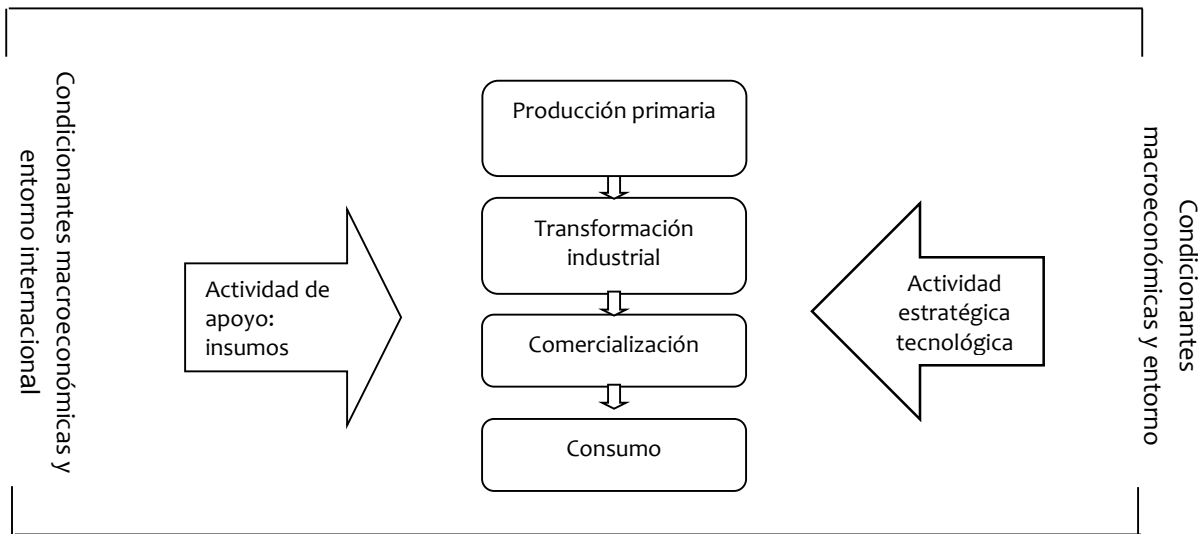 Condicionantes macroeconómicas y
entorno internacional
Actividad de
apoyo:
insumos
Producción primaria
Transformación
industrial
Comercialización
Consumo
Actividad
estratégica
tecnológica
Condicionantes
macroeconómicas y entorno